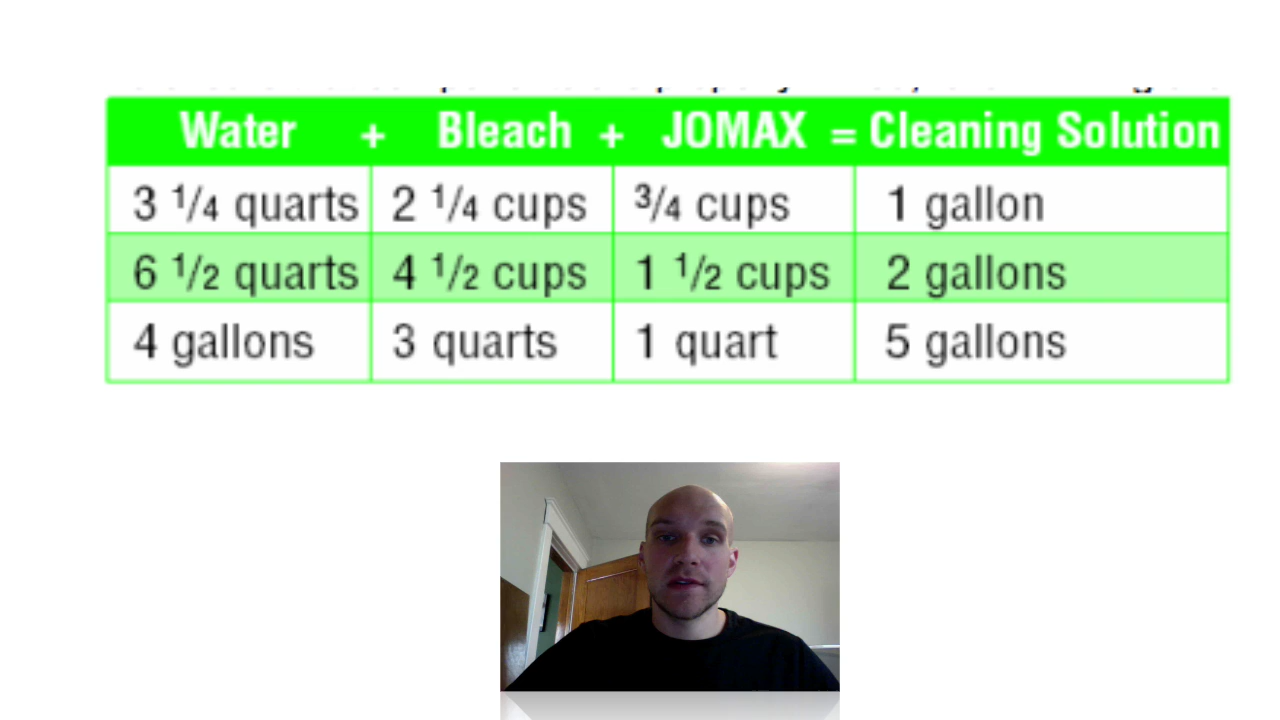 Water + Bleach + JOMAX = Cleaning Solution
3 1/4 quarts 2 1/4 cups 3/4 cups 1 gallon
6 1/2 quarts 4 1/2 cups 1 1/2 cups 2 gallons
4 gallons 3 quarts 1 quart 5 gallons